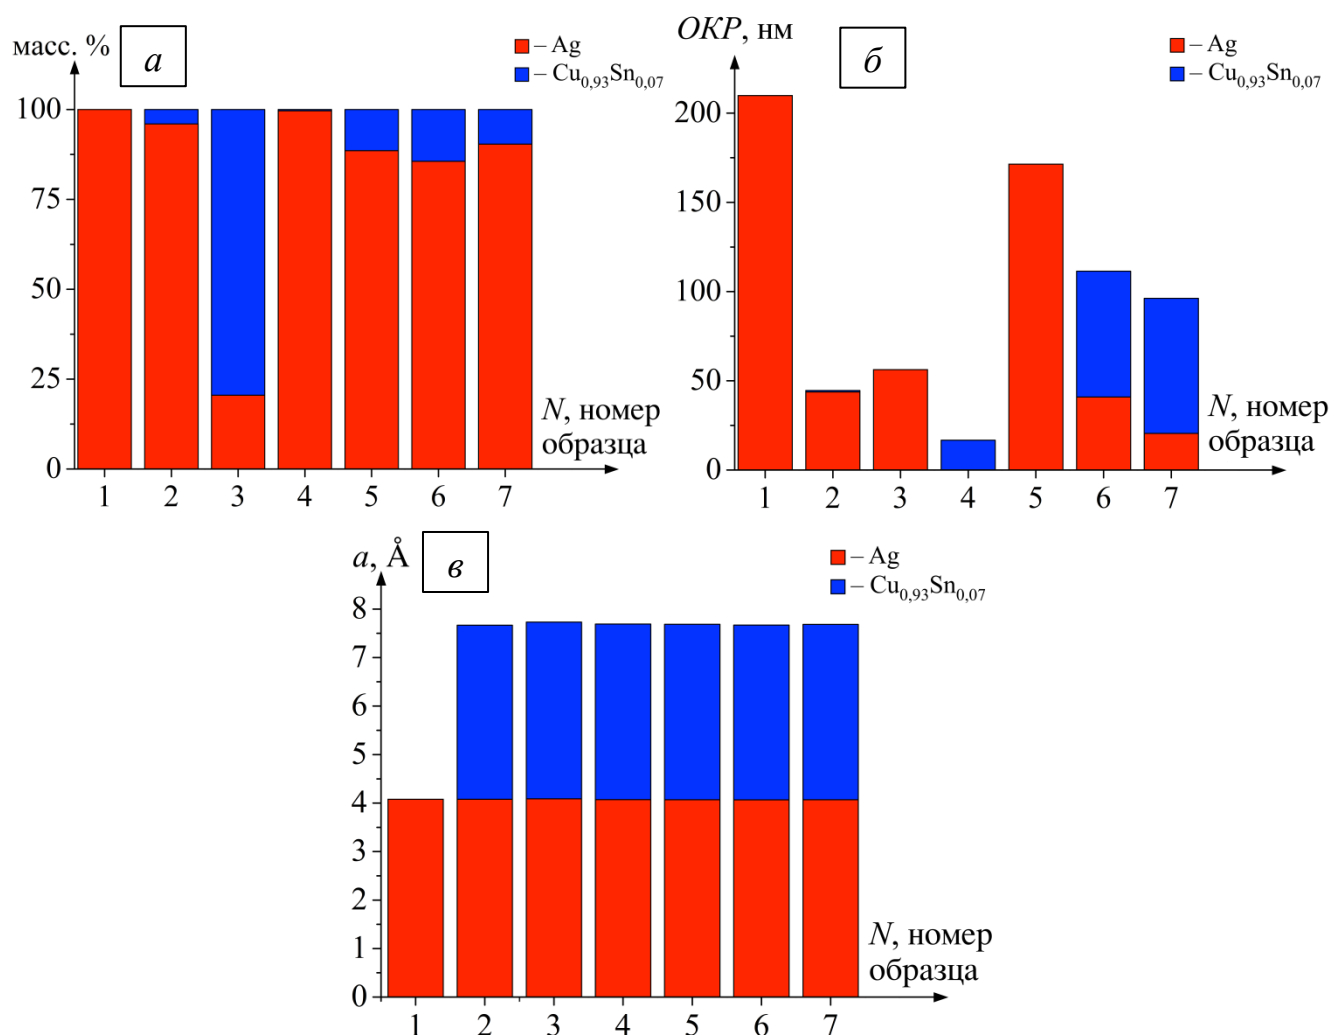 масс. %
а
– Ag
– Cu0,93Sn0,07
100
75
50
25
0
1 2 3 4 5 6 7
N, номер
образца
ОКР, нм
б
– Ag
– Cu0,93Sn0,07
200
150
100
50
0
1 2 3 4 5 6 7
N, номер
образца
a, Å
в
– Ag
– Cu0,93Sn0,07
8
7
6
5
4
3
2
1
0
1 2 3 4 5 6 7
N, номер
образца